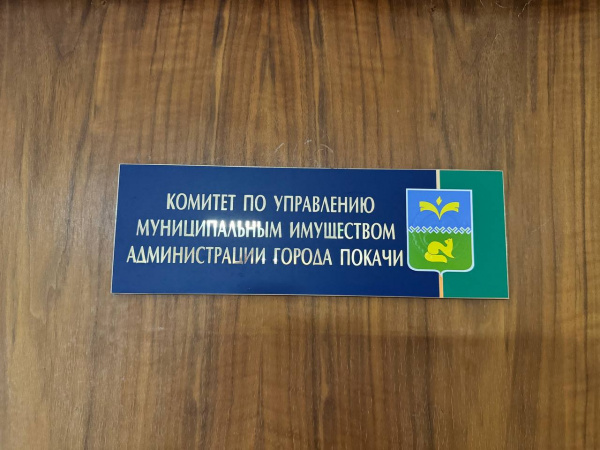 КОМИТЕТ ПО УПРАВЛЕНИЮ
МУНИЦИПАЛЬНЫМ ИМУЩЕСТВОМ
АДМИНИСТРАЦИИ ГОРОДА ПОКАЧИ